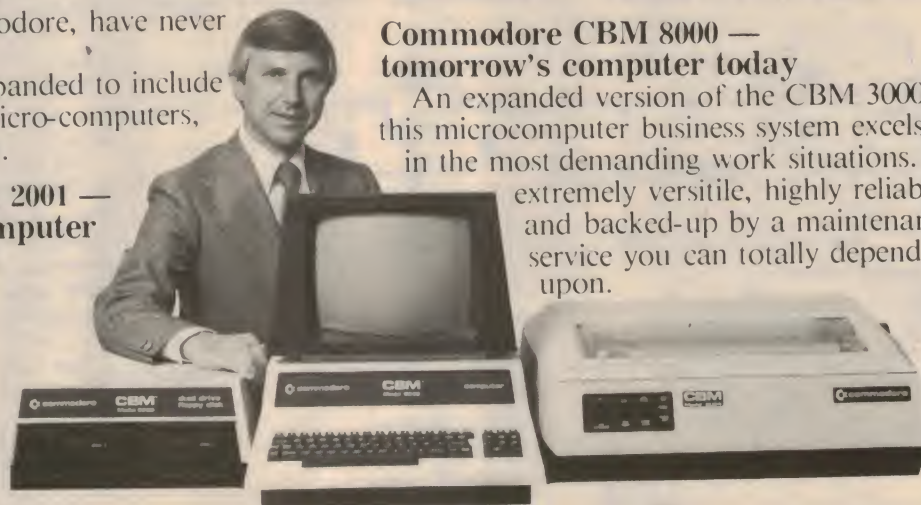 odore, have never
panded to include
icro-computers,
.
2001 —
mputer
Commodore CBM 8000 —
tomorrow's computer today
An expanded version of the CBM 3000
this microcomputer business system excels
in the most demanding work situations.
extremely versitile, highly reliab
and backed-up by a maintenan
service you can totally depend
upon.
commodore CBM dual drive
floppy disk
commodore CBM computer
CBM commodore